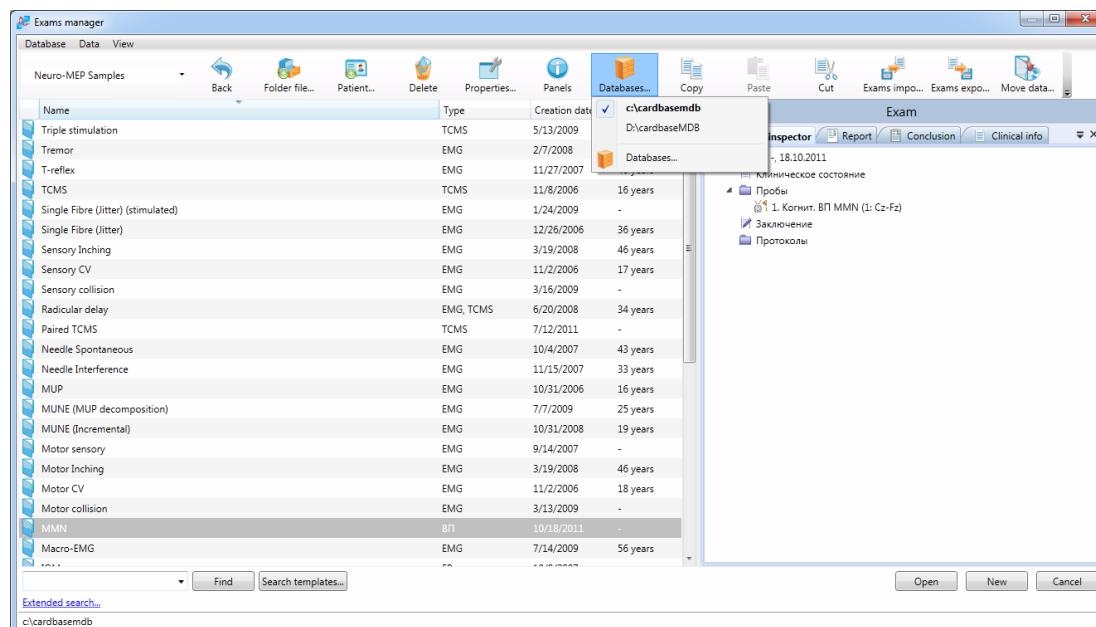 Exams manager
Database Data View
Neuro-MEP Samples
Back Folder file... Patient... Delete Properties... Panels Databases... Copy Paste Cut Exams impo... Exams expo... Move data...
Name Type Creation date
c:\cardbasemdb
D:\cardbaseMDB
Databases...
Exam
inspector Report Conclusion Clinical info
-, 18.10.2011
Клиническое состояние
Пробы
1. Когнит. ВП MMN (1: Cz-Fz)
Заключение
Протоколы
Triple stimulation TCMS 5/13/2009
Tremor EMG 2/7/2008
T-reflex EMG 11/27/2007
TCMS TCMS 11/8/2006 16 years
Single Fibre (Jitter) (stimulated) EMG 1/24/2009 -
Single Fibre (Jitter) EMG 12/26/2006 36 years
Sensory Inching EMG 3/19/2008 46 years
Sensory CV EMG 11/2/2006 17 years
Sensory collision EMG 3/16/2009 -
Radicular delay EMG, TCMS 6/20/2008 34 years
Paired TCMS TCMS 7/12/2011 -
Needle Spontaneous EMG 10/4/2007 43 years
Needle Interference EMG 11/15/2007 33 years
MUP EMG 10/31/2006 16 years
MUNE (MUP decomposition) EMG 7/7/2009 25 years
MUNE (Incremental) EMG 10/31/2008 19 years
Motor sensory EMG 9/14/2007 -
Motor Inching EMG 3/19/2008 46 years
Motor CV EMG 11/2/2006 18 years
Motor collision EMG 3/13/2009 -
MMN ВП 10/18/2011 -
Macro-EMG EMG 7/14/2009 56 years
Find Search templates... Open New Cancel
Extended search...
c:\cardbasemdb